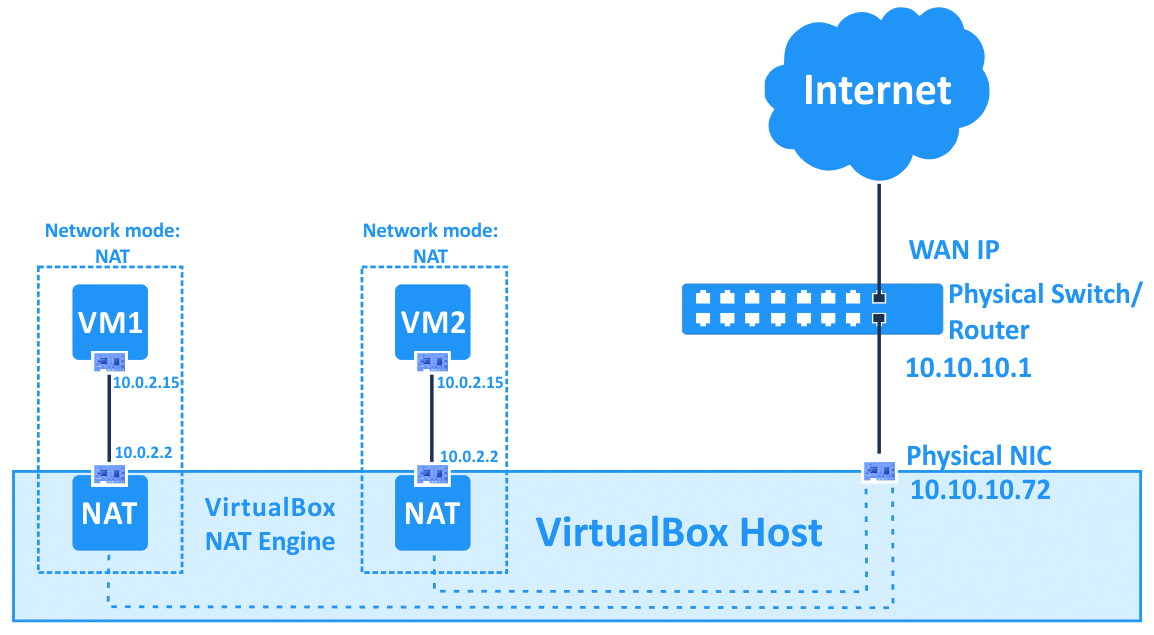 Internet
WAN IP
Physical Switch/
Router
10.10.10.1
Network mode:
NAT
VM1
10.0.2.15
10.0.2.2
NAT
Network mode:
NAT
VM2
10.0.2.15
10.0.2.2
NAT
VirtualBox
NAT Engine
VirtualBox Host
Physical NIC
10.10.10.72